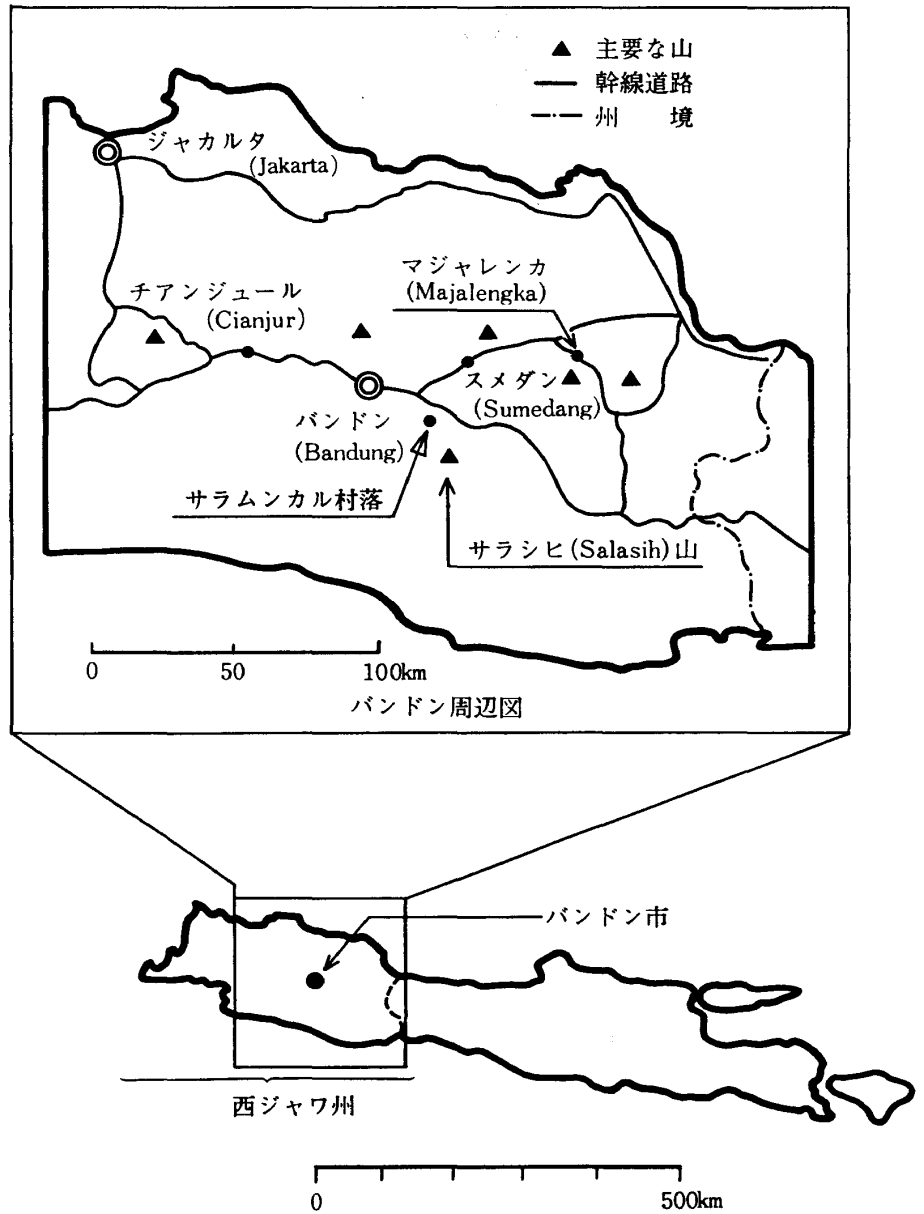 ▲ 主要な山
幹線道路
州 境
ジャカルタ
(Jakarta)
マジャレンカ
(Majalengka)
チアンジュール
(Cianjur)
スメダン
(Sumedang)
バンドン
(Bandung)
サラムンカル村落
サラシヒ(Salasih)山
0 50 100km
バンドン周辺図
バンドン市
西ジャワ州
0 500km